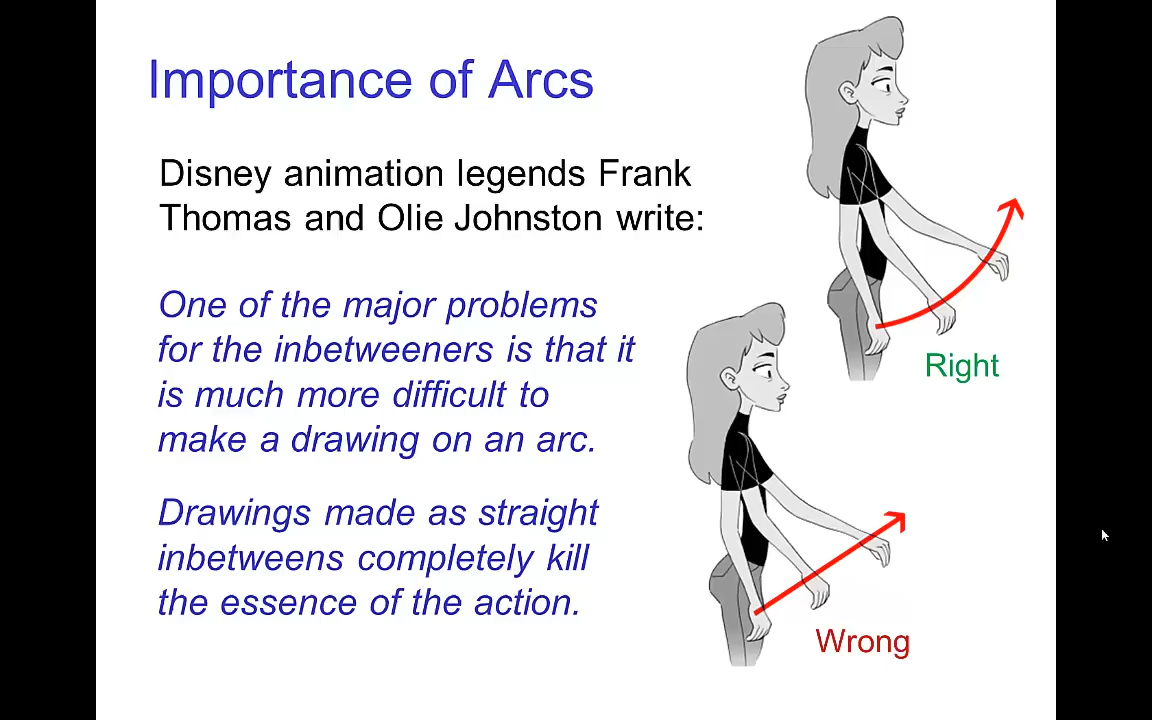 Importance of Arcs
Disney animation legends Frank
Thomas and Olie Johnston write:
One of the major problems
for the inbetweeners is that it
is much more difficult to
make a drawing on an arc.
Drawings made as straight
inbetweens completely kill
the essence of the action.
Right
Wrong